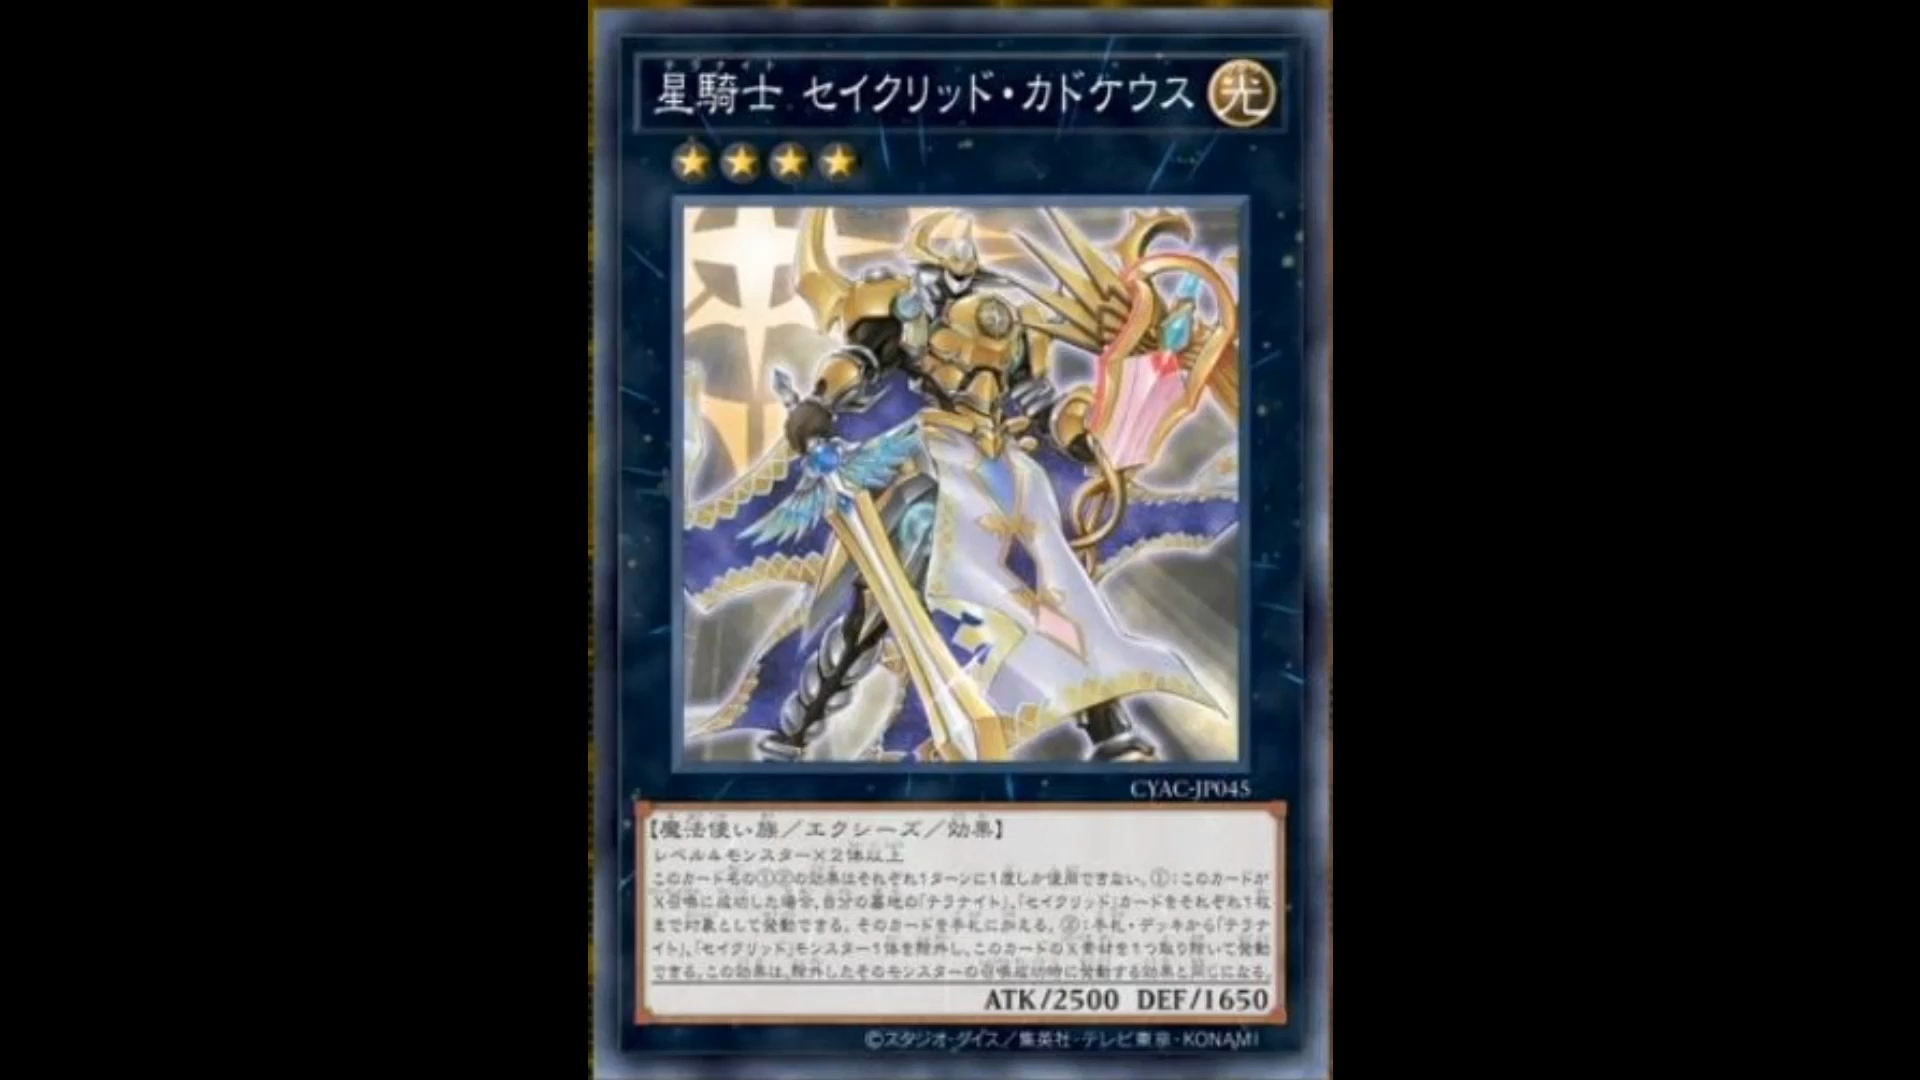 テラナイト
星騎士 セイクリッド・カドケウス 光
CYAC-JP045
【魔法使い族／エクシーズ／効果】
レベル４モンスター×２体以上
このカード名の①②の効果はそれぞれ１ターンに１度しか使用できない。①：このカードが
X召喚に成功した場合、自分の墓地の「テラナイト」、「セイクリッド」カードをそれぞれ１枚
まで対象として発動できる。そのカードを手札に加える。②：手札・デッキから「テラナ
イト」、「セイクリッド」モンスター１体を除外し、このカードのX素材を１つ取り除いて発動
できる。この効果は、除外したそのモンスターの召喚成功時に発動する効果と同じになる。
ATK/2500 DEF/1650
©スタジオ・ダイス／集英社・テレビ東京・KONAMI